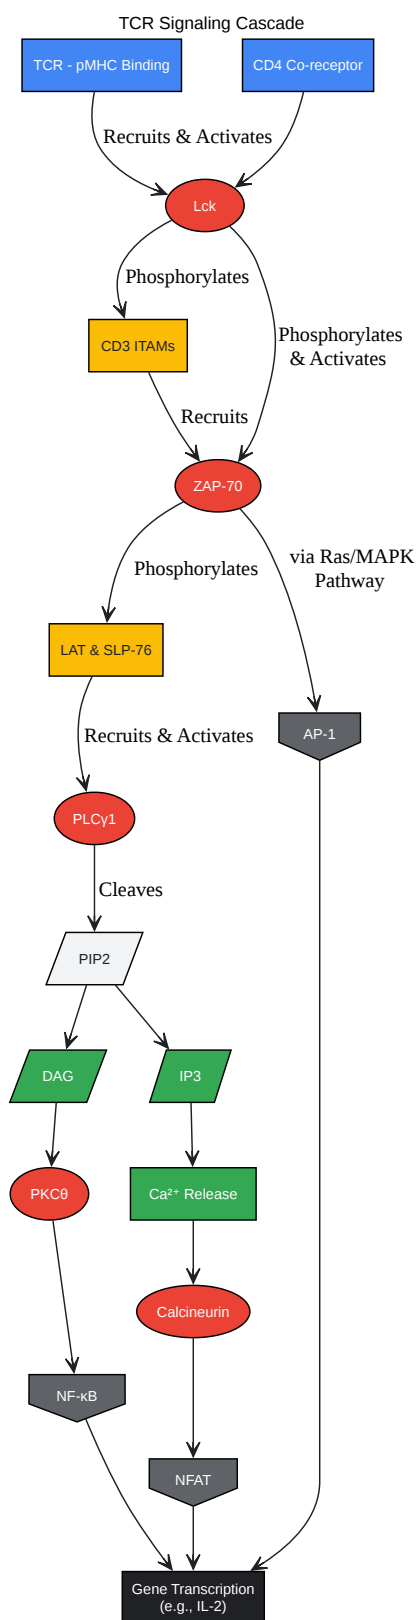 TCR Signaling Cascade
TCR - pMHC Binding
CD4 Co-receptor
Recruits & Activates
Lck
Phosphorylates
Phosphorylates
& Activates
CD3 ITAMs
Recruits
ZAP-70
via Ras/MAPK
Pathway
Phosphorylates
LAT & SLP-76
AP-1
Recruits & Activates
PLCγ1
Cleaves
PIP2
DAG
IP3
PKCθ
Ca²⁺ Release
Calcineurin
NF-κB
NFAT
Gene Transcription
(e.g., IL-2)